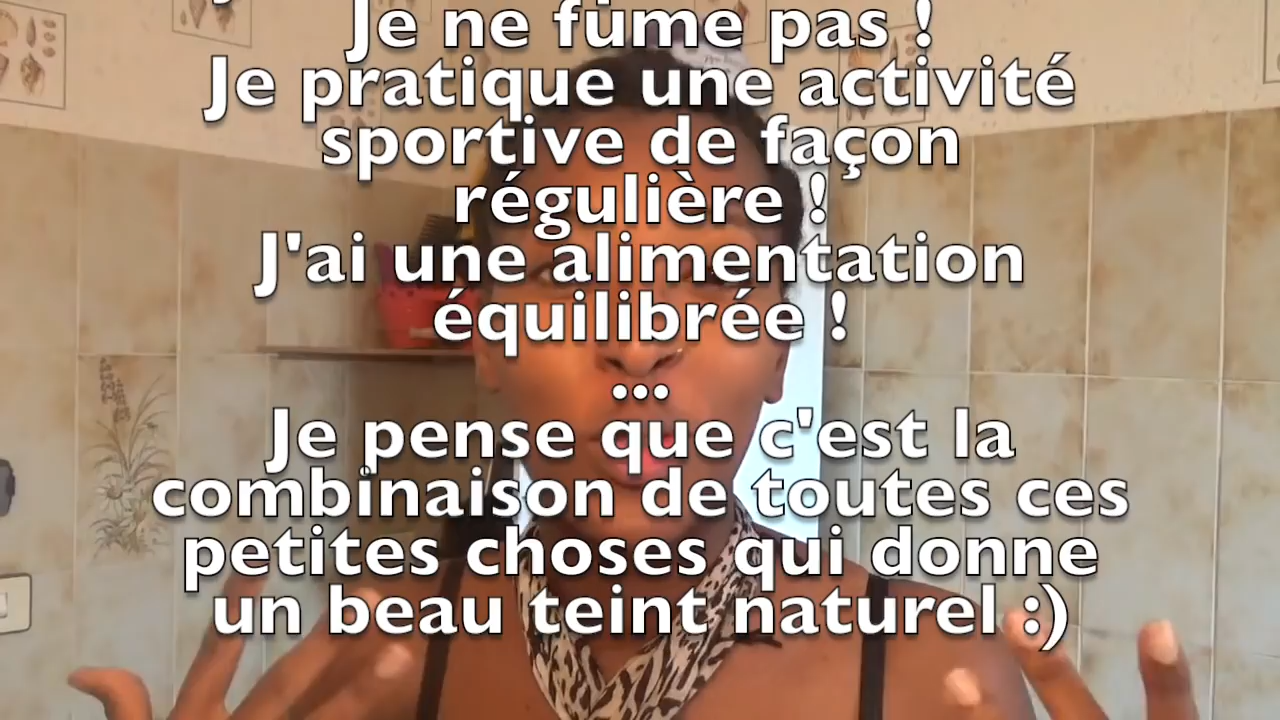 Je ne fume pas !
Je pratique une activité
sportive de façon
régulière !
J'ai une alimentation
équilibrée !
...
Je pense que c'est la
combinaison de toutes ces
petites choses qui donne
un beau teint naturel :)